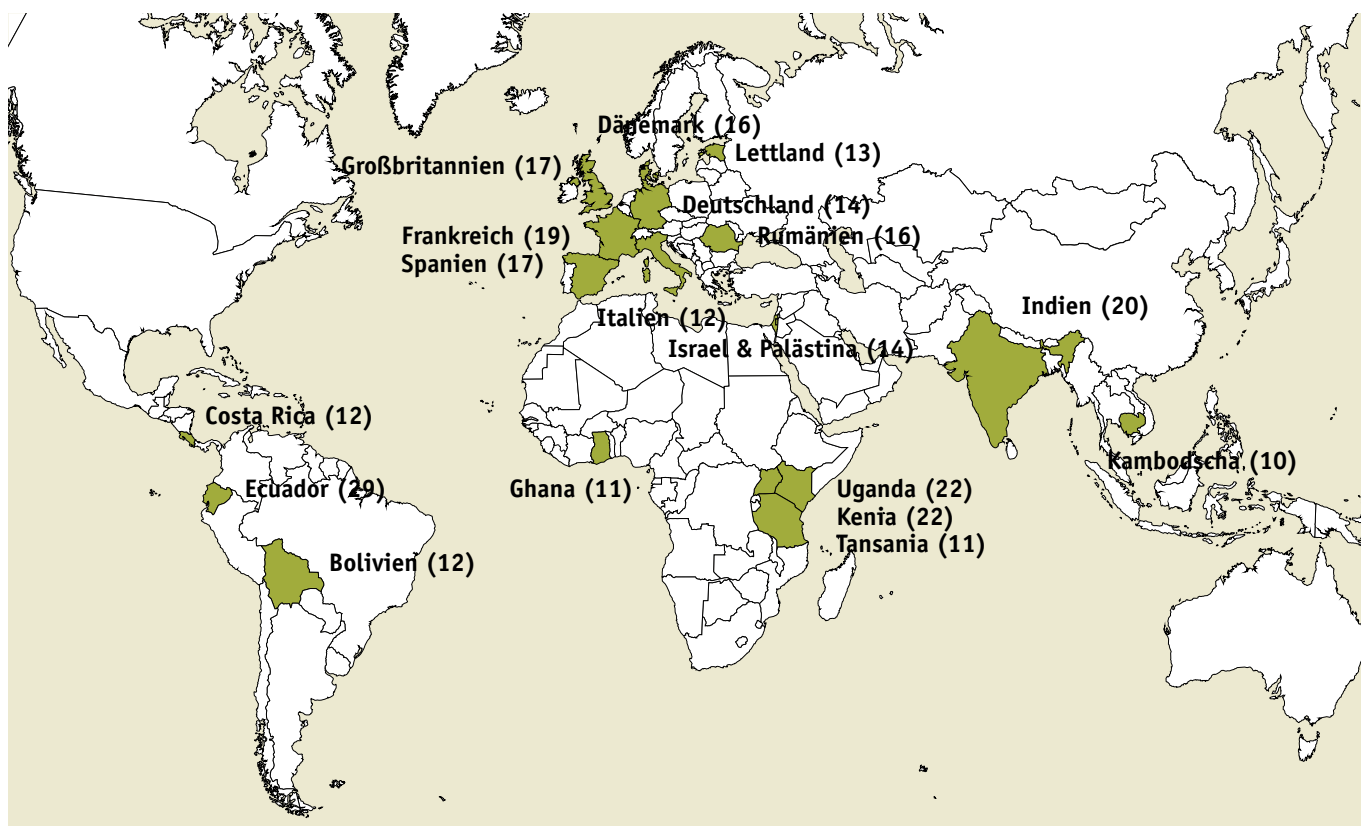 Dänemark (16)
Lettland (13)
Großbritannien (17)
Deutschland (14)
Frankreich (19)
Rumänien (16)
Spanien (17)
Indien (20)
Italien (12)
Israel & Palästina (14)
Costa Rica (12)
Kambodscha (10)
Ecuador (29)
Ghana (11)
Uganda (22)
Kenia (22)
Tansania (11)
Bolivien (12)